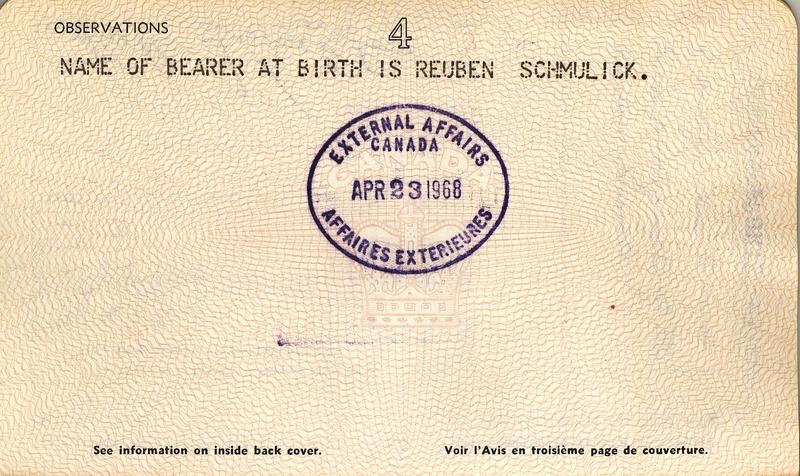 OBSERVATIONS
4
NAME OF BEARER AT BIRTH IS REUBEN SCHMULICK.
EXTERNAL AFFAIRS
CANADA
APR 23 1968
AFFAIRES EXTERIEURES
See information on inside back cover.
Voir l'Avis en troisième page de couverture.